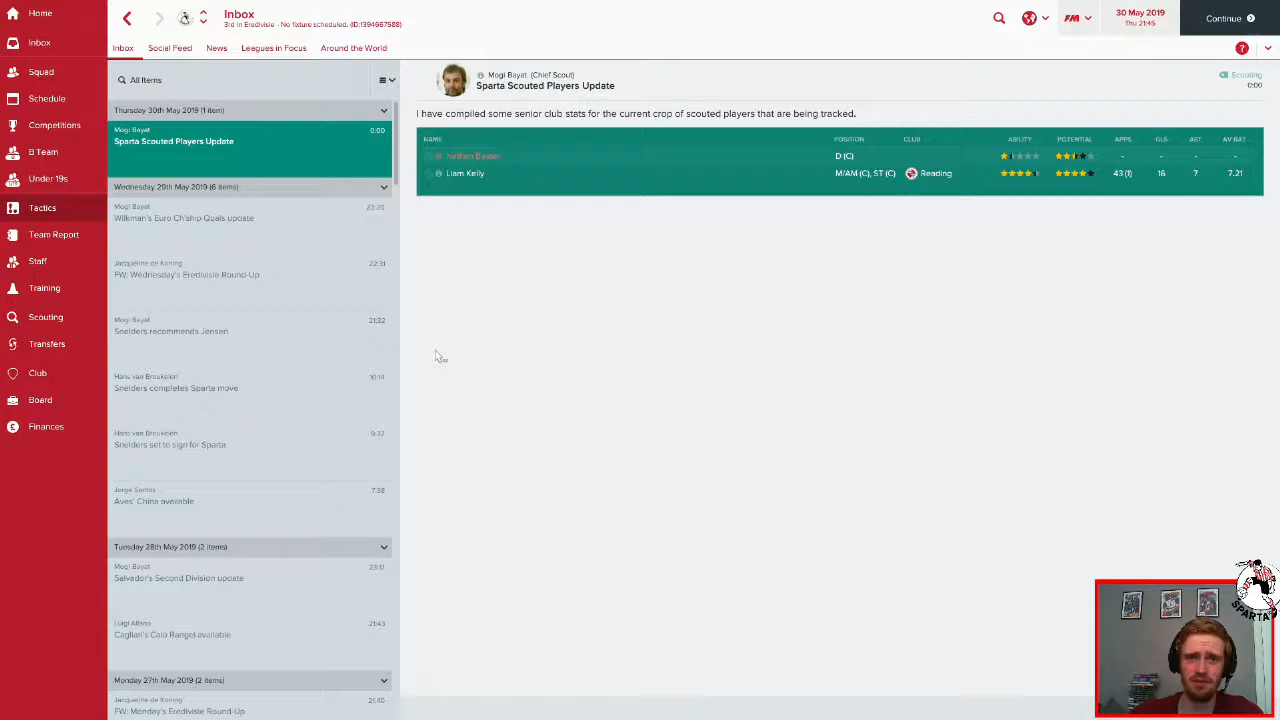 Home
Inbox
Squad
Schedule
Competitions
B Team
Under 19s
Tactics
Team Report
Staff
Training
Scouting
Transfers
Club
Board
Finances
Inbox
3rd in Eredivisie - No fixture scheduled. (ID:1394667588)
FM
30 May 2019
Thu 21:45
Continue
Inbox
Social Feed
News
Leagues in Focus
Around the World
?
All Items
Thursday 30th May 2019 (1 item)
Mogi Bayat
0:00
Sparta Scouted Players Update
Wednesday 29th May 2019 (6 items)
Mogi Bayat
23:20
Wilkman's Euro Ch'ship Quals update
Jacqueline de Koning
22:31
FW: Wednesday's Eredivisie Round-Up
Mogi Bayat
21:32
Snelders recommends Jensen
Hans van Breukelen
10:14
Snelders completes Sparta move
Hans van Breukelen
9:37
Snelders set to sign for Sparta
Jorge Santos
7:38
Aves' China available
Tuesday 28th May 2019 (2 items)
Mogi Bayat
23:17
Salvador's Second Division update
Luigi Alfano
21:43
Cagliari's Caio Rangel available
Monday 27th May 2019 (2 items)
Jacqueline de Koning
21:40
FW: Monday's Eredivisie Round-Up
Mogi Bayat (Chief Scout)
Sparta Scouted Players Update
Scouting
0:00
I have compiled some senior club stats for the current crop of scouted players that are being tracked.
NAME POSITION CLUB ABILITY POTENTIAL APPS GLS AST AV RAT
Nathan Baxter D (C) - - - -
Liam Kelly M/AM (C), ST (C) Reading 43 (1) 16 7 7.21
SPARTA